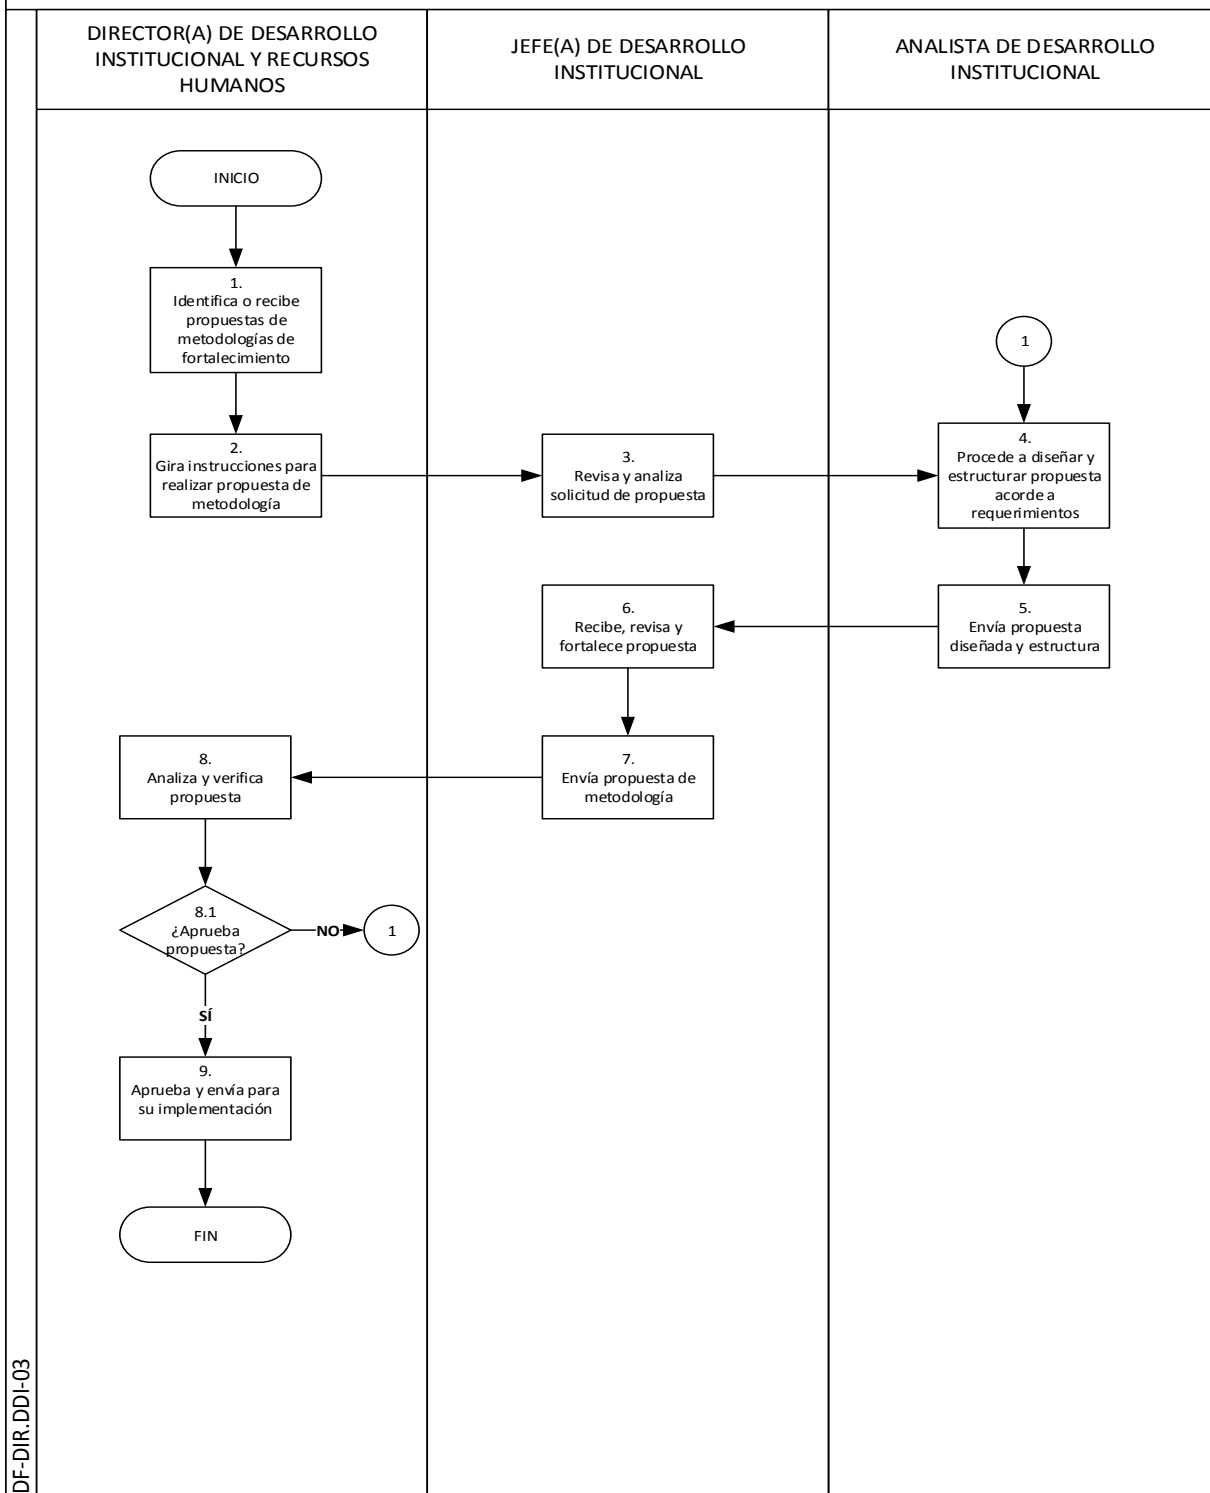 DIRECTOR(A) DE DESARROLLO
INSTITUCIONAL Y RECURSOS
HUMANOS
JEFE(A) DE DESARROLLO
INSTITUCIONAL
ANALISTA DE DESARROLLO
INSTITUCIONAL
INICIO
1.
Identifica o recibe
propuestas de
metodologías de
fortalecimiento
1
2.
Gira instrucciones para
realizar propuesta de
metodología
3.
Revisa y analiza
solicitud de propuesta
4.
Procede a diseñar y
estructurar propuesta
acorde a
requerimientos
5.
Envía propuesta
diseñada y estructura
6.
Recibe, revisa y
fortalece propuesta
7.
Envía propuesta de
metodología
8.
Analiza y verifica
propuesta
8.1
¿Aprueba
propuesta?
NO
1
SÍ
9.
Aprueba y envía para
su implementación
FIN
DF-DIR.DDI-03